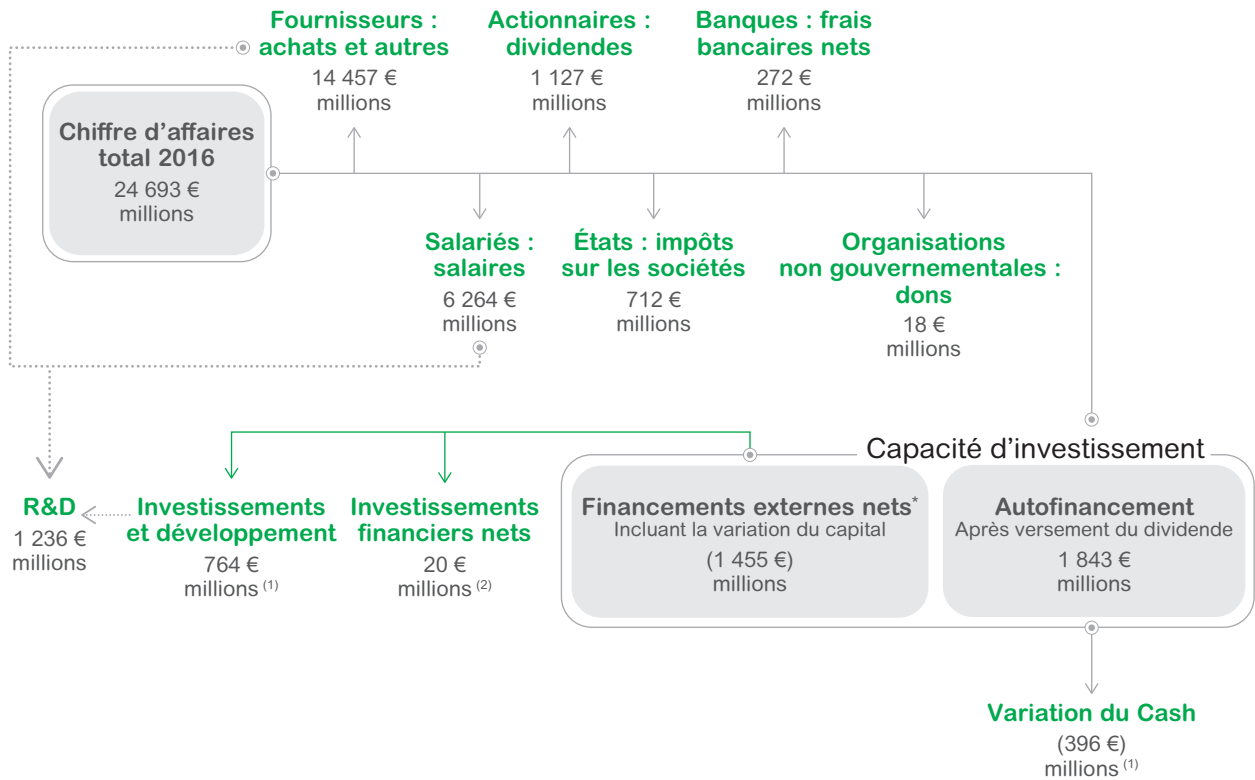 Fournisseurs :
achats et autres
14 457 €
millions
Actionnaires :
dividendes
1 127 €
millions
Banques : frais
bancaires nets
272 €
millions
Chiffre d’affaires
total 2016
24 693 €
millions
Salariés :
salaires
6 264 €
millions
États : impôts
sur les sociétés
712 €
millions
Organisations
non gouvernementales :
dons
18 €
millions
Capacité d’investissement
R&D
1 236 €
millions
Investissements
et développement
764 €
millions (1)
Investissements
financiers nets
20 €
millions (2)
Financements externes nets*
Incluant la variation du capital
(1 455 €)
millions
Autofinancement
Après versement du dividende
1 843 €
millions
Variation du Cash
(396 €)
millions (1)